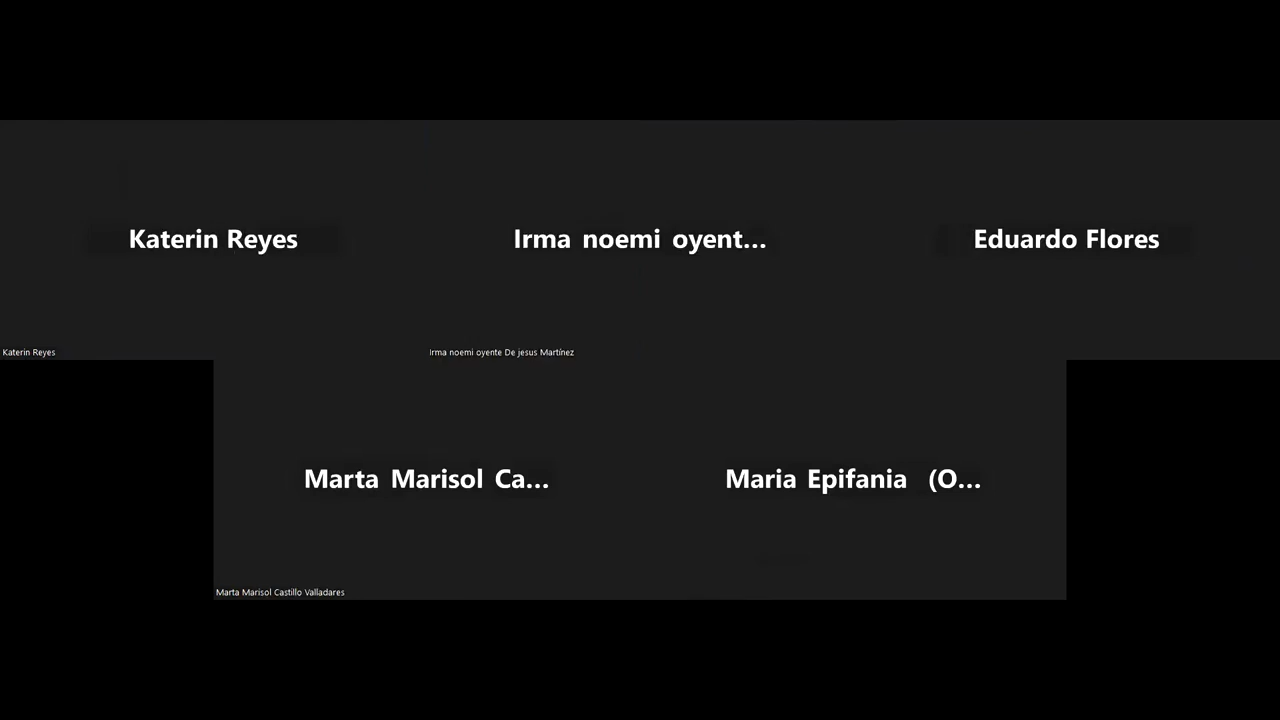 Katerin Reyes
Irma noemi oyent...
Eduardo Flores
Katerin Reyes
Irma noemi oyente De jesus Martínez
Marta Marisol Ca...
Maria Epifania (O...
Marta Marisol Castillo Valladares